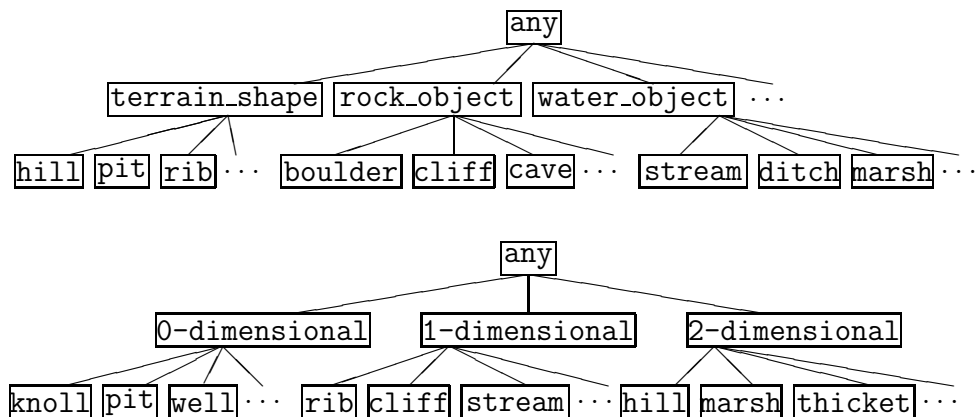 any
terrain_shape rock_object water_object ···
hill pit rib ··· boulder cliff cave ··· stream ditch marsh ···
any
0-dimensional 1-dimensional 2-dimensional
knoll pit well ··· rib cliff stream ··· hill marsh thicket ···